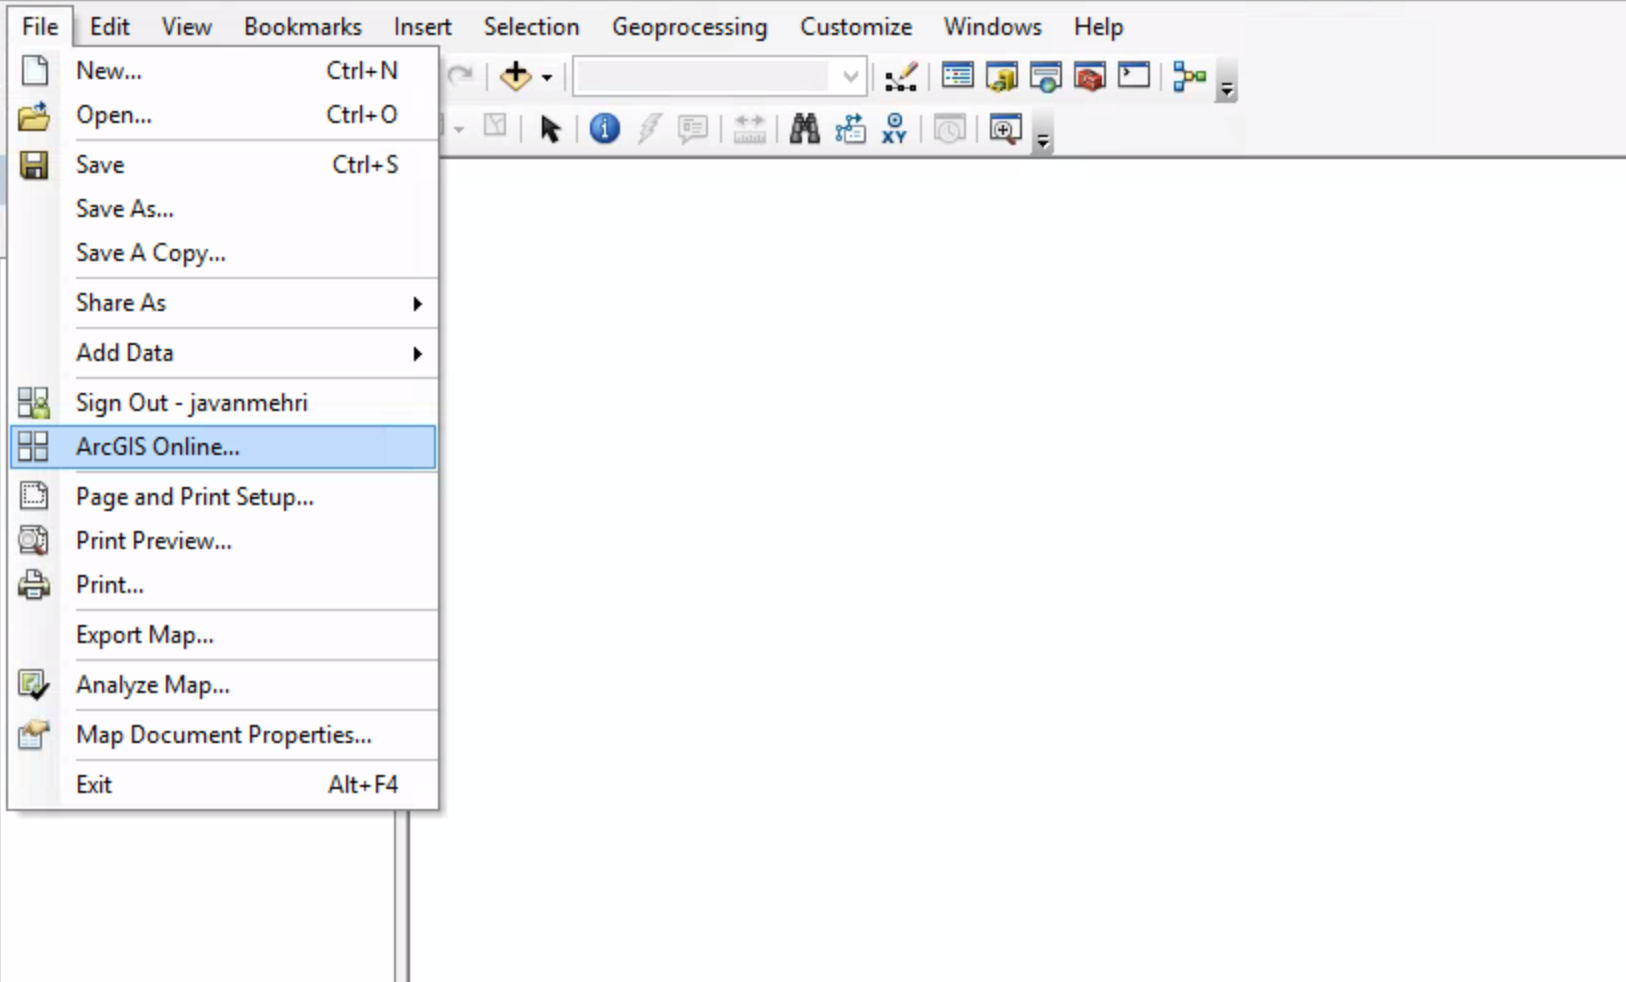 File Edit View Bookmarks Insert Selection Geoprocessing Customize Windows Help
New... Ctrl+N
Open... Ctrl+O
Save Ctrl+S
Save As...
Save A Copy...
Share As
Add Data
Sign Out - javanmehri
ArcGIS Online...
Page and Print Setup...
Print Preview...
Print...
Export Map...
Analyze Map...
Map Document Properties...
Exit Alt+F4
XY